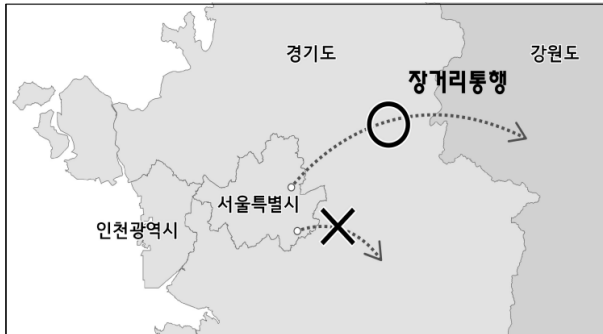 경기도
강원도
장거리통행
서울특별시
인천광역시